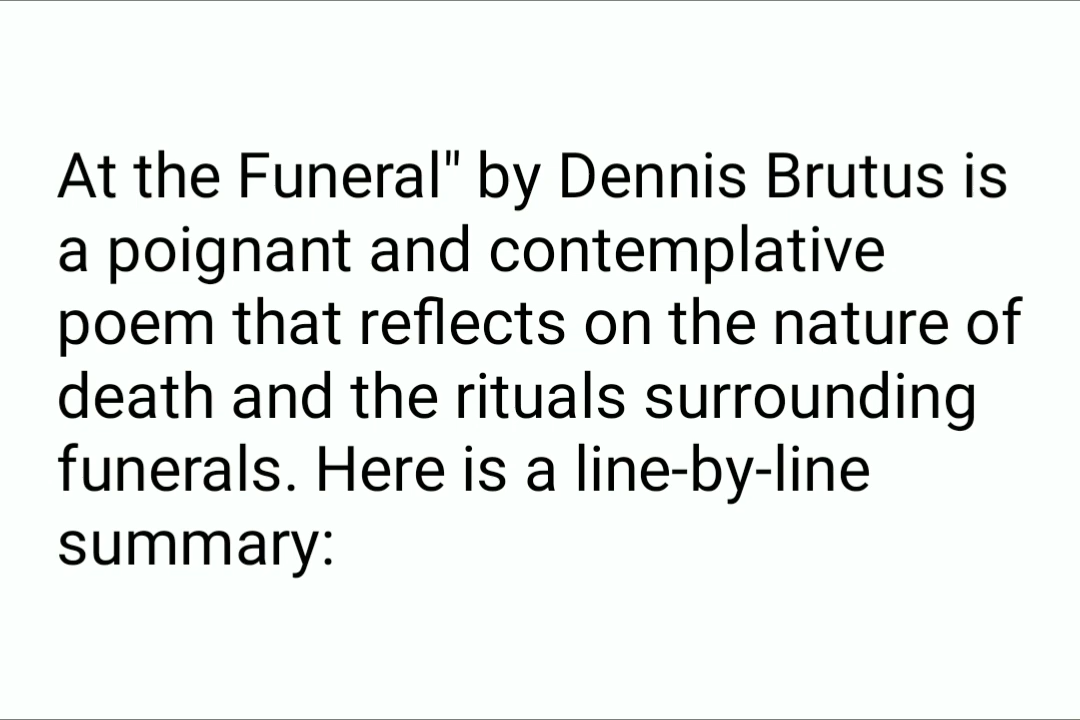 At the Funeral" by Dennis Brutus is
a poignant and contemplative
poem that reflects on the nature of
death and the rituals surrounding
funerals. Here is a line-by-line
summary: